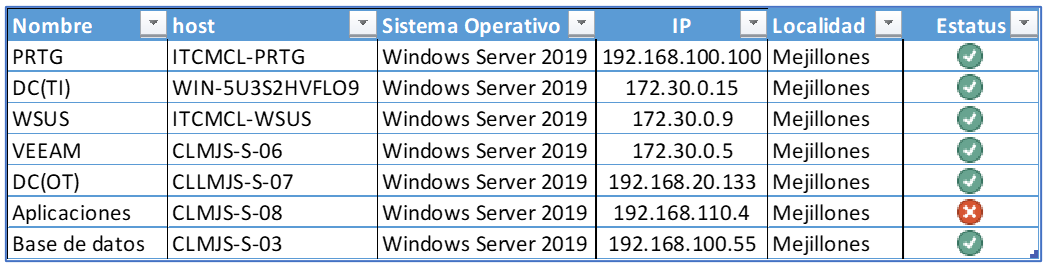 Nombre host Sistema Operativo IP Localidad Estatus
PRTG ITCMCL-PRTG Windows Server 2019 192.168.100.100 Mejillones
DC(TI) WIN-5U3S2HVFLO9 Windows Server 2019 172.30.0.15 Mejillones
WSUS ITCMCL-WSUS Windows Server 2019 172.30.0.9 Mejillones
VEEAM CLMJS-S-06 Windows Server 2019 172.30.0.5 Mejillones
DC(OT) CLLMJS-S-07 Windows Server 2019 192.168.20.133 Mejillones
Aplicaciones CLMJS-S-08 Windows Server 2019 192.168.110.4 Mejillones
Base de datos CLMJS-S-03 Windows Server 2019 192.168.100.55 Mejillones